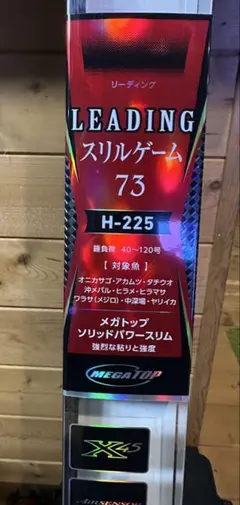 リーディング
LEADING
スリルゲーム
73
H-225
錘負荷 40~120号
【対象魚】
オニカサゴ・アカムツ・タチウオ
沖メバル・ヒラメ・ヒラマサ
ワラサ(メジロ)・中深場・ヤリイカ
メガトップ
ソリッドパワースリム
強烈な粘りと強度
MEGATOP
X45
AIR SENSOR